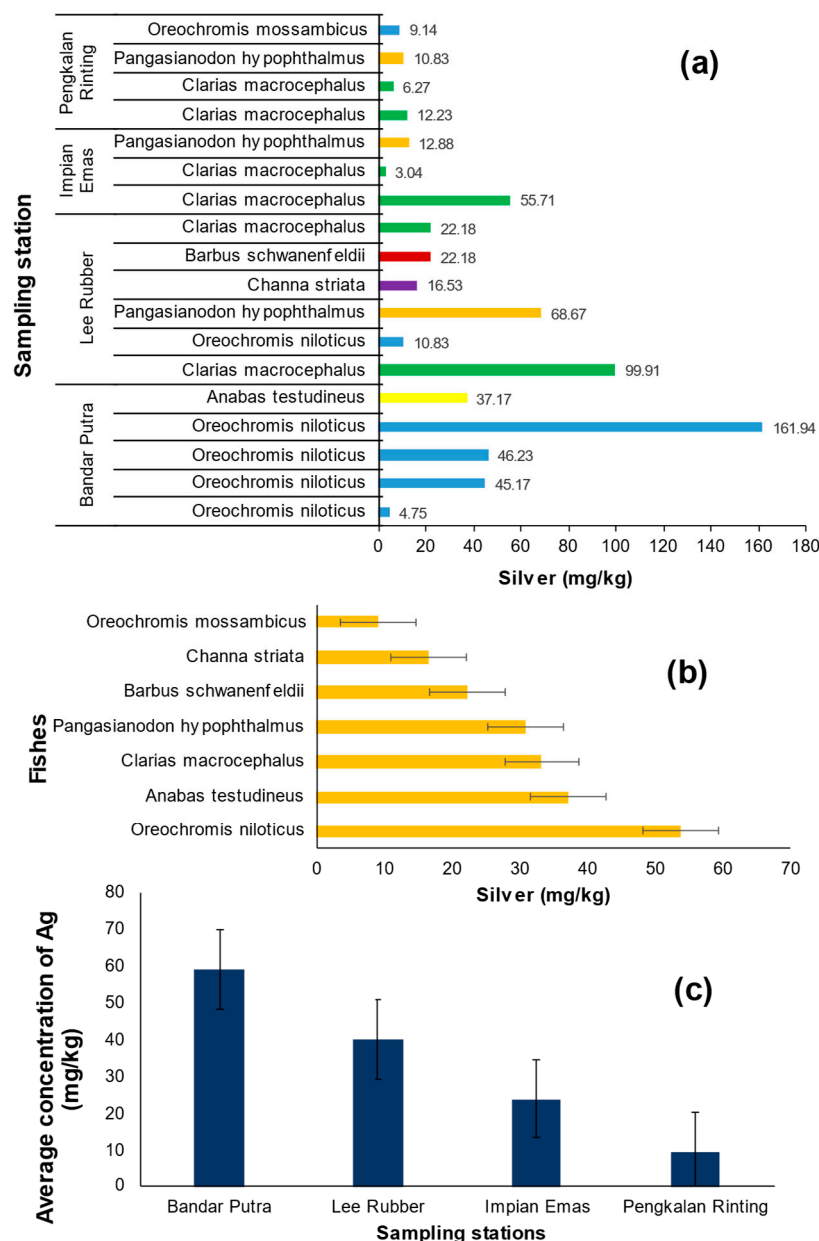 (a)
Sampling station
Pengkalan Rinting
Oreochromis mossambicus 9.14
Pangasianodon hypophthalmus 10.83
Clarias macrocephalus 6.27
Clarias macrocephalus 12.23
Impian Emas
Pangasianodon hypophthalmus 12.88
Clarias macrocephalus 3.04
Clarias macrocephalus 55.71
Lee Rubber
Clarias macrocephalus 22.18
Barbus schwanenfeldii 22.18
Channa striata 16.53
Pangasianodon hypophthalmus 68.67
Oreochromis niloticus 10.83
Clarias macrocephalus 99.91
Bandar Putra
Anabas testudineus 37.17
Oreochromis niloticus 161.94
Oreochromis niloticus 46.23
Oreochromis niloticus 45.17
Oreochromis niloticus 4.75
0 20 40 60 80 100 120 140 160 180
Silver (mg/kg)
(b)
Fishes
Oreochromis mossambicus
Channa striata
Barbus schwanenfeldii
Pangasianodon hypophthalmus
Clarias macrocephalus
Anabas testudineus
Oreochromis niloticus
0 10 20 30 40 50 60 70
Silver (mg/kg)
(c)
Average concentration of Ag
(mg/kg)
80
70
60
50
40
30
20
10
0
Bandar Putra Lee Rubber Impian Emas Pengkalan Rinting
Sampling stations